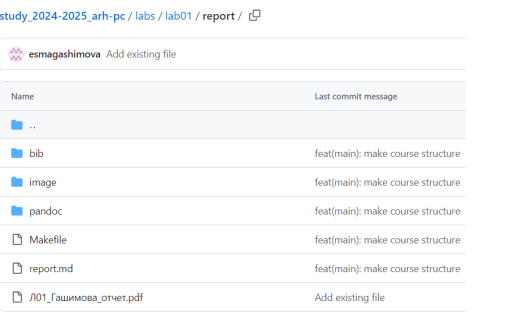 study_2024-2025_arh-pc / labs / lab01 / report /
esmagashimova Add existing file
Name Last commit message
..
bib feat(main): make course structure
image feat(main): make course structure
pandoc feat(main): make course structure
Makefile feat(main): make course structure
report.md feat(main): make course structure
Л01_Гашимова_отчет.pdf Add existing file